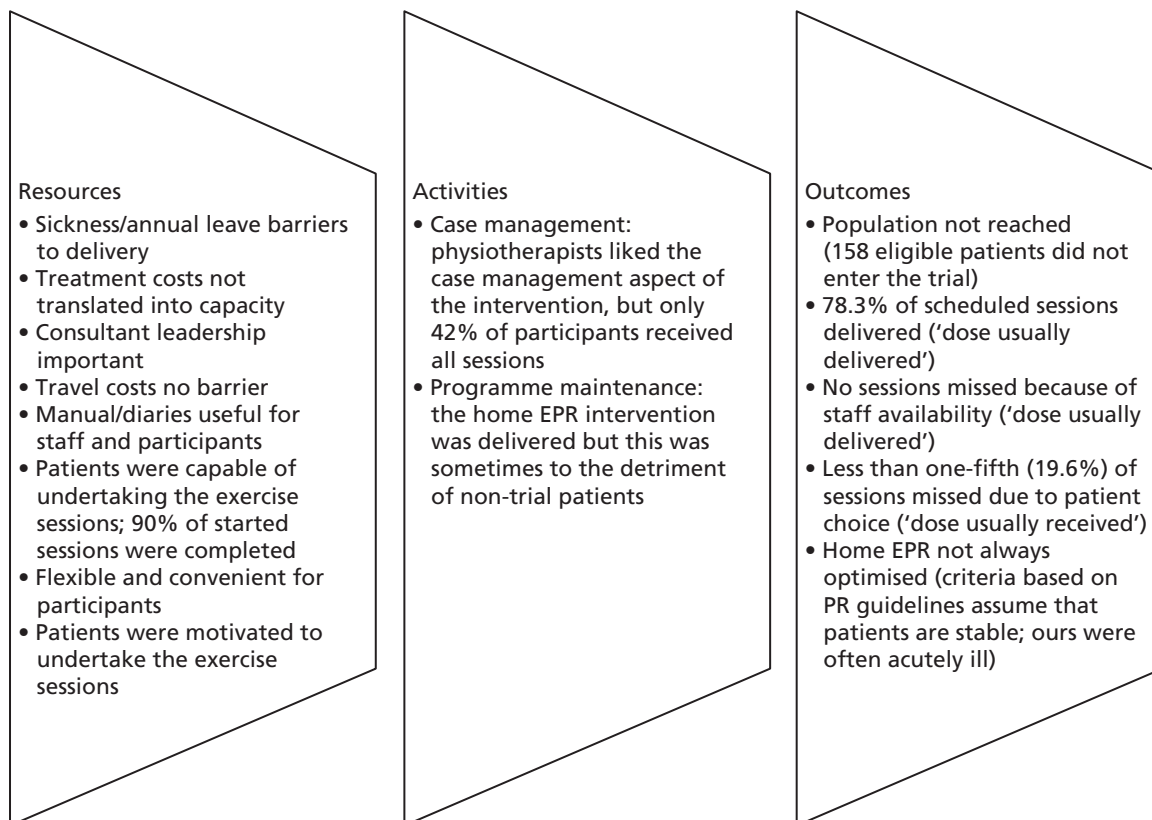 Resources
• Sickness/annual leave barriers
to delivery
• Treatment costs not
translated into capacity
• Consultant leadership
important
• Travel costs no barrier
• Manual/diaries useful for
staff and participants
• Patients were capable of
undertaking the exercise
sessions; 90% of started
sessions were completed
• Flexible and convenient for
participants
• Patients were motivated to
undertake the exercise
sessions
Activities
• Case management:
physiotherapists liked the
case management aspect of
the intervention, but only
42% of participants received
all sessions
• Programme maintenance:
the home EPR intervention
was delivered but this was
sometimes to the detriment
of non-trial patients
Outcomes
• Population not reached
(158 eligible patients did not
enter the trial)
• 78.3% of scheduled sessions
delivered (‘dose usually
delivered’)
• No sessions missed because of
staff availability (‘dose usually
delivered’)
• Less than one-fifth (19.6%) of
sessions missed due to patient
choice (‘dose usually received’)
• Home EPR not always
optimised (criteria based on
PR guidelines assume that
patients are stable; ours were
often acutely ill)